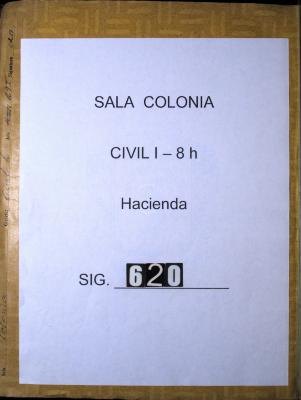 SALA COLONIA
CIVIL I – 8 h
Hacienda
SIG. 620